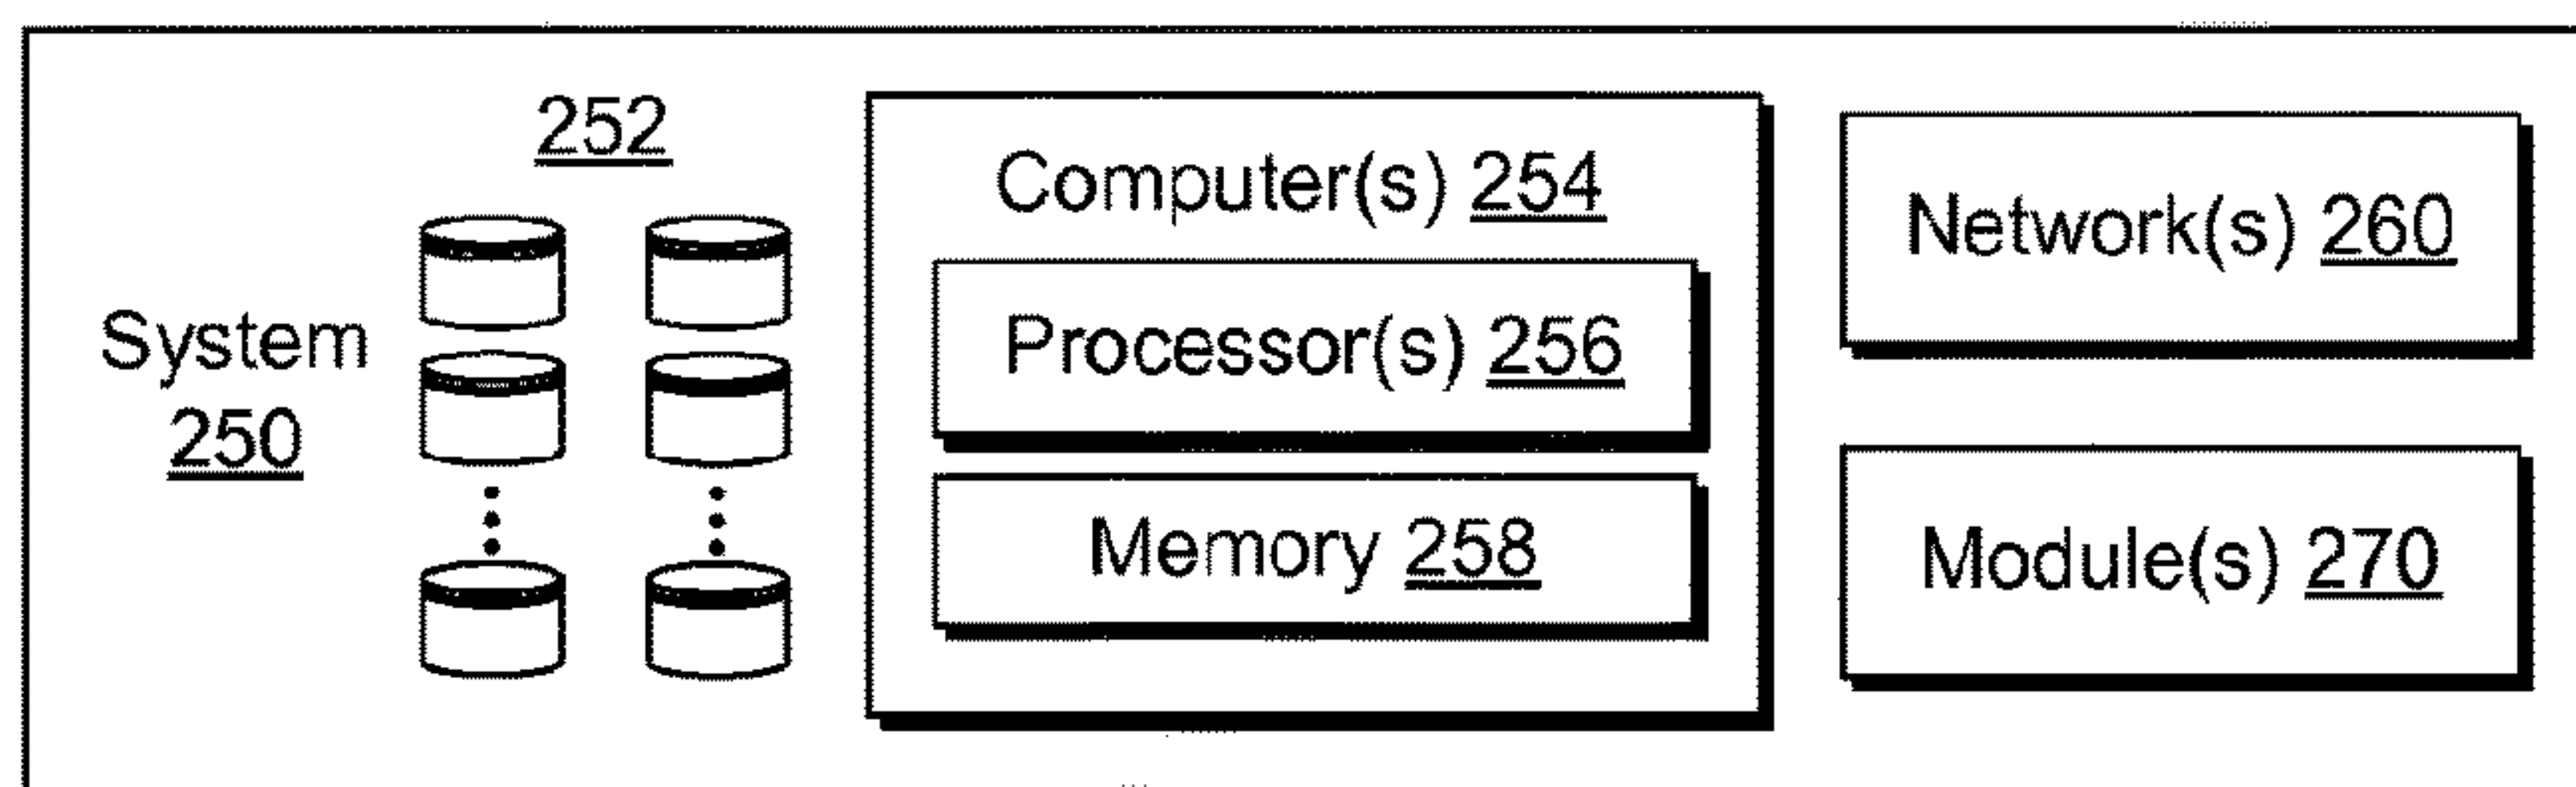 System
250
252
Computer(s) 254
Processor(s) 256
Memory 258
Network(s) 260
Module(s) 270